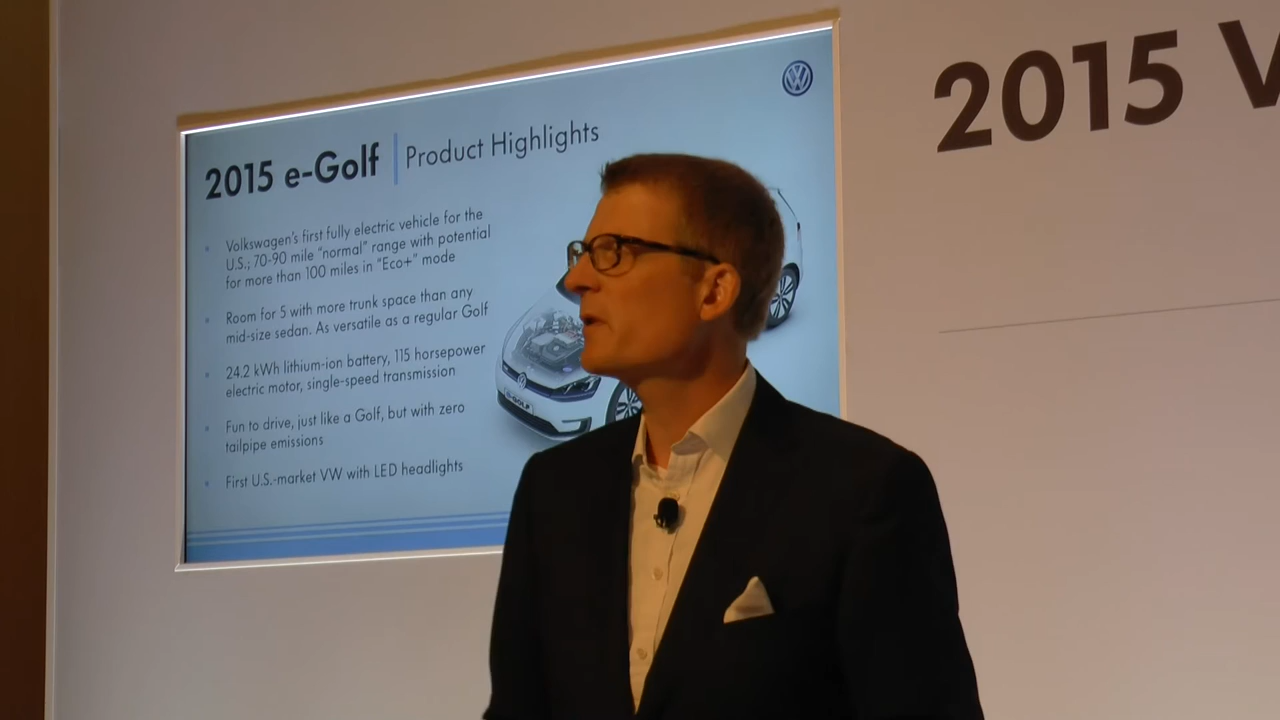 2015 e-Golf | Product Highlights
Volkswagen's first fully electric vehicle for the
U.S.; 70-90 mile "normal" range with potential
for more than 100 miles in "Eco+" mode
Room for 5 with more trunk space than any
mid-size sedan. As versatile as a regular Golf
24.2 kWh lithium-ion battery, 115 horsepower
electric motor, single-speed transmission
Fun to drive, just like a Golf, but with zero
tailpipe emissions
First U.S.-market VW with LED headlights
e-GOLF
2015 V